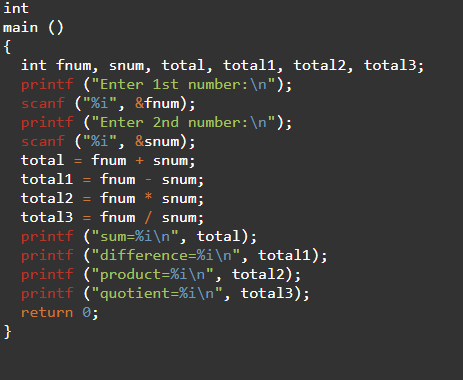 int
main ()
{
int fnum, snum, total, total1, total2, total3;
printf ("Enter 1st number:\n");
scanf ("%i", &fnum);
printf ("Enter 2nd number:\n");
scanf ("%i", &snum);
total = fnum + snum;
total1 = fnum - snum;
total2 = fnum * snum;
total3 = fnum / snum;
printf ("sum=%i\n", total);
printf ("difference=%i\n", total1);
printf ("product=%i\n", total2);
printf ("quotient=%i\n", total3);
return 0;
}